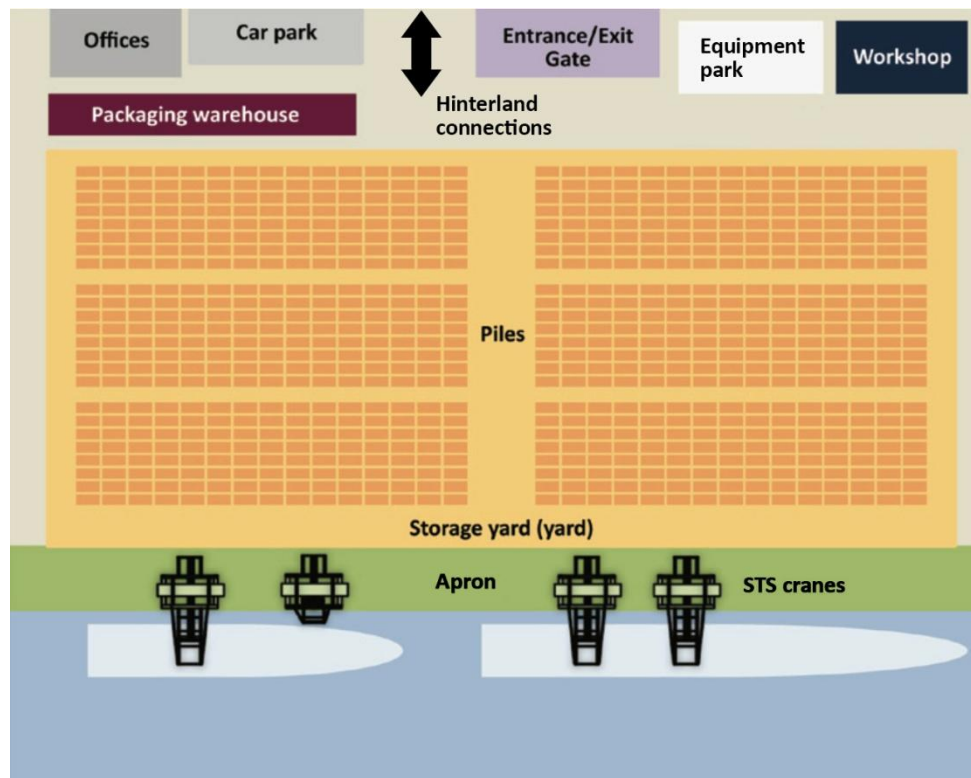 Offices
Car park
Entrance/Exit
Gate
Equipment
park
Workshop
Hinterland
connections
Packaging warehouse
Piles
Storage yard (yard)
Apron
STS cranes